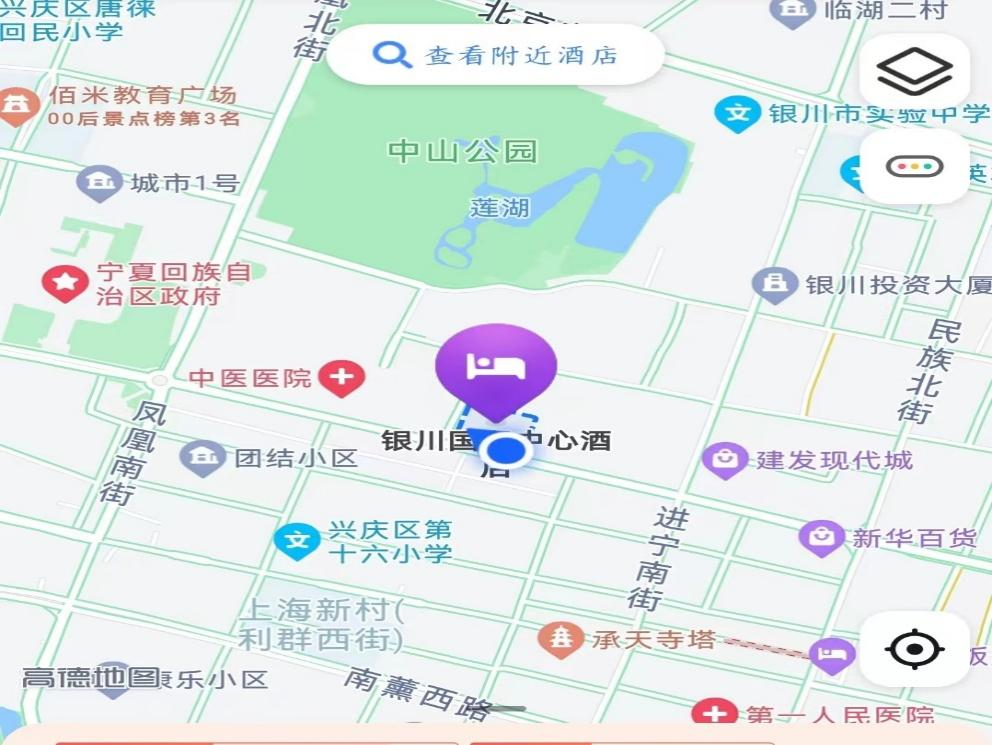 兴庆区唐徕
回民小学
凰北街
北京
临湖二村
查看附近酒店
佰米教育广场
00后景点榜第3名
银川市实验中学
中山公园
城市1号
莲湖
宁夏回族自
治区政府
银川投资大厦
民族北街
中医医院
凤凰南街
银川国
中心酒
店
团结小区
建发现代城
兴庆区第
十六小学
进宁南街
新华百货
上海新村(
利群西街)
承天寺塔
高德地图
康乐小区
南薰西路
第一人民医院